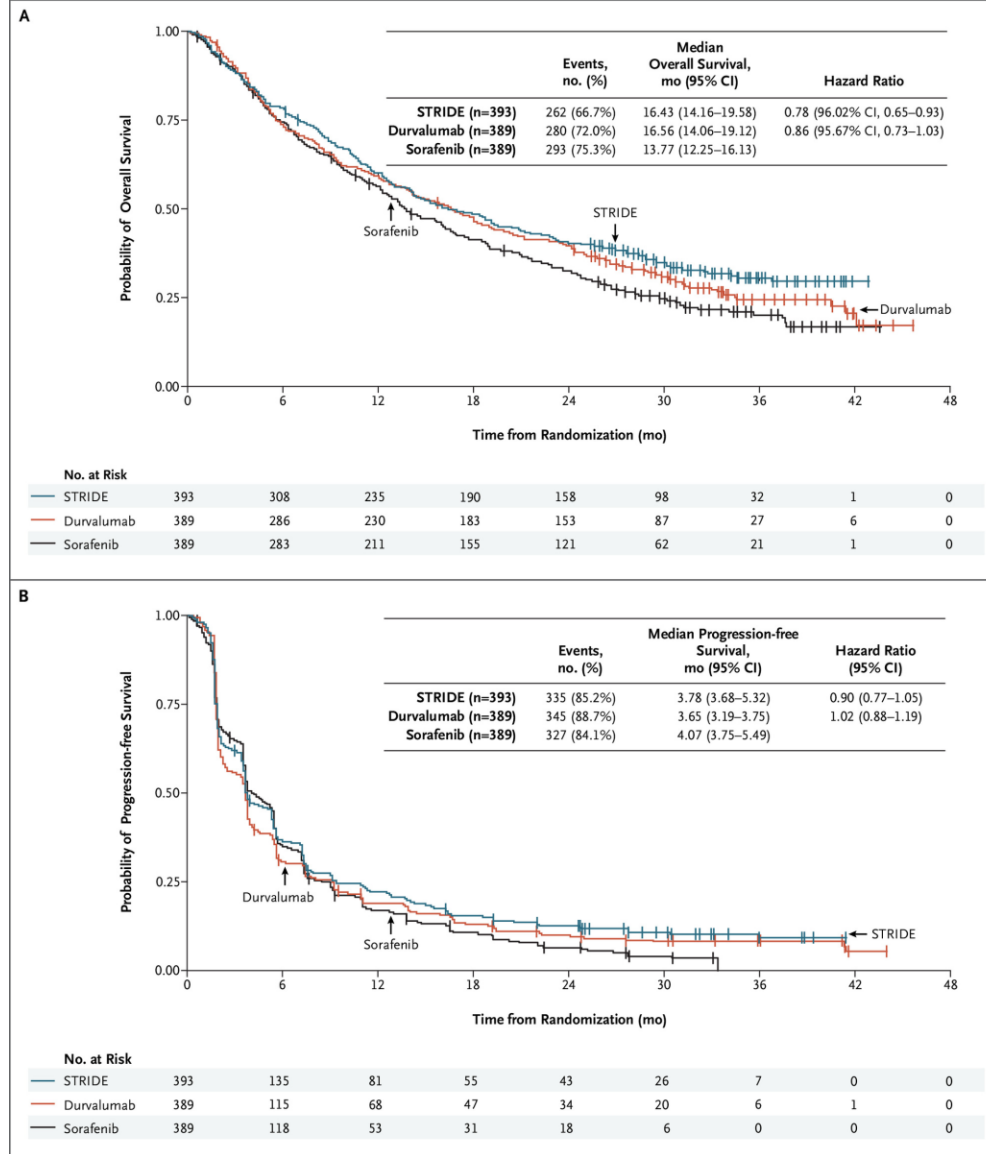 A
1.00
0.75
0.50
0.25
0.00
Probability of Overall Survival
Events, no. (%) Median Overall Survival, mo (95% CI) Hazard Ratio
STRIDE (n=393) 262 (66.7%) 16.43 (14.16–19.58) 0.78 (96.02% CI, 0.65–0.93)
Durvalumab (n=389) 280 (72.0%) 16.56 (14.06–19.12) 0.86 (95.67% CI, 0.73–1.03)
Sorafenib (n=389) 293 (75.3%) 13.77 (12.25–16.13)
STRIDE
Sorafenib
Durvalumab
0 6 12 18 24 30 36 42 48
Time from Randomization (mo)
No. at Risk
STRIDE 393 308 235 190 158 98 32 1 0
Durvalumab 389 286 230 183 153 87 27 6 0
Sorafenib 389 283 211 155 121 62 21 1 0
B
1.00
0.75
0.50
0.25
0.00
Probability of Progression-free Survival
Events, no. (%) Median Progression-free Survival, mo (95% CI) Hazard Ratio (95% CI)
STRIDE (n=393) 335 (85.2%) 3.78 (3.68–5.32) 0.90 (0.77–1.05)
Durvalumab (n=389) 345 (88.7%) 3.65 (3.19–3.75) 1.02 (0.88–1.19)
Sorafenib (n=389) 327 (84.1%) 4.07 (3.75–5.49)
Durvalumab
Sorafenib
STRIDE
0 6 12 18 24 30 36 42 48
Time from Randomization (mo)
No. at Risk
STRIDE 393 135 81 55 43 26 7 0 0
Durvalumab 389 115 68 47 34 20 6 1 0
Sorafenib 389 118 53 31 18 6 0 0 0